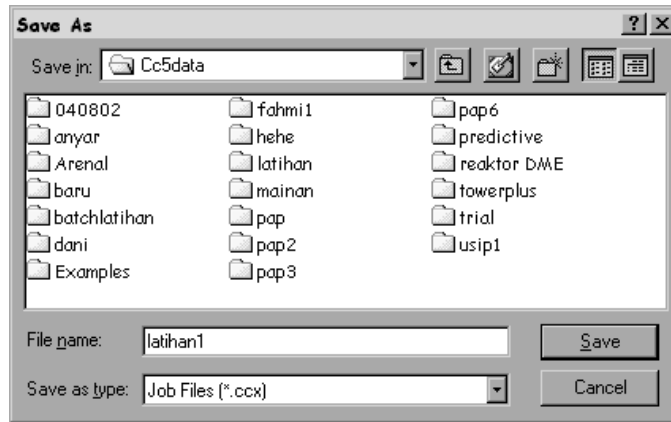 Save As
Save in: Cc5data
040802
anyar
Arenal
baru
batchlatihan
dani
Examples
fahmi1
hehe
latihan
mainan
pap
pap2
pap3
pap6
predictive
reaktor DME
towerplus
trial
usip1
File name: latihan1 Save
Save as type: Job Files (*.ccx) Cancel